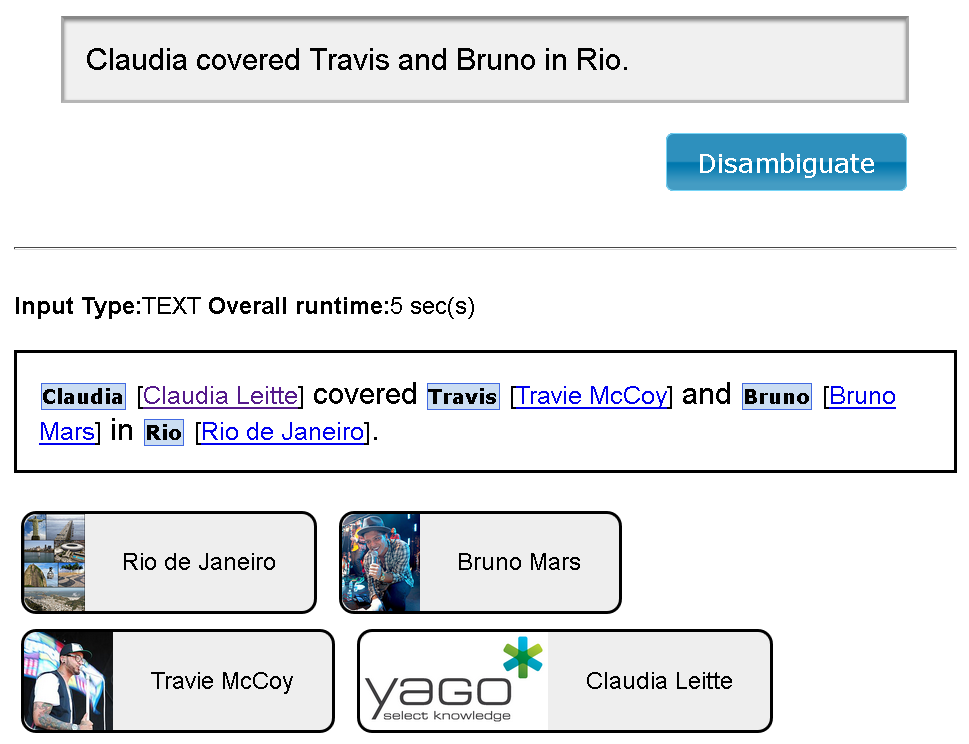 Claudia covered Travis and Bruno in Rio.
Disambiguate
Input Type:TEXT Overall runtime:5 sec(s)
Claudia [Claudia Leitte] covered Travis [Travie McCoy] and Bruno [Bruno
Mars] in Rio [Rio de Janeiro].
Rio de Janeiro
Bruno Mars
Travie McCoy
yago
select knowledge
Claudia Leitte